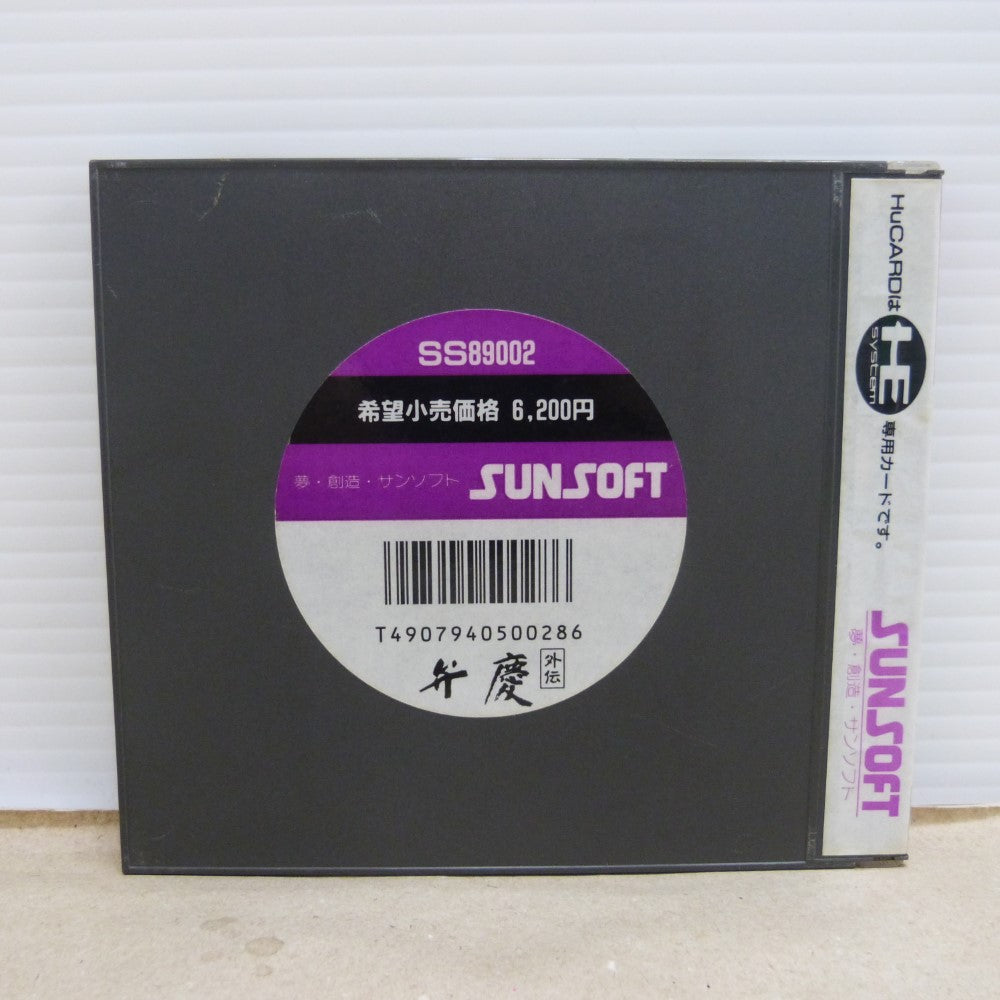 SS89002
希望小売価格 6,200円
夢・創造・サンソフト SUNSOFT
T4907940500286
弁慶 外伝
HuCARDは HE SYSTEM 専用カードです。
SUNSOFT
夢・創造・サンソフト